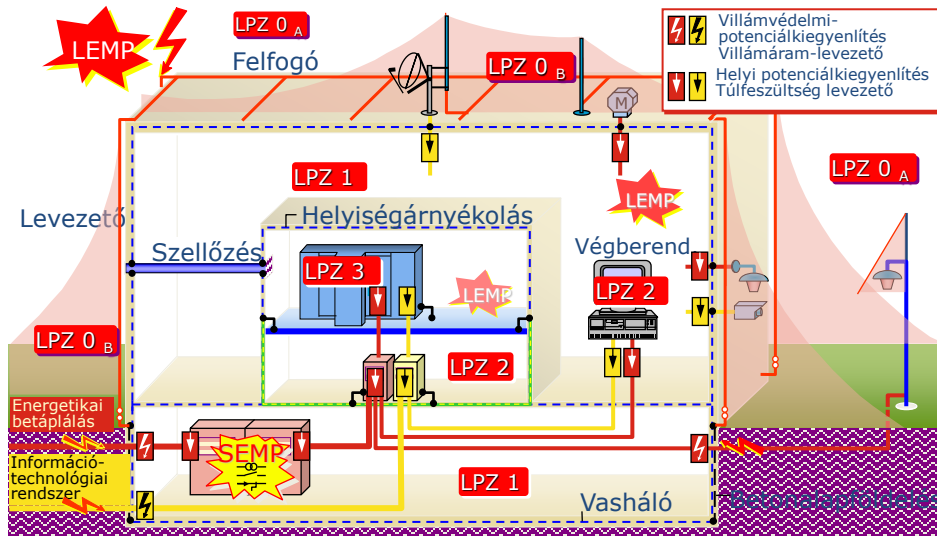 LPZ 0 A
LEMP
Felfogó
LPZ 0 B
Villámvédelmi-
potenciálkiegyenlítés
Villámáram-levezető
Helyi potenciálkiegyenlítés
Túlfeszültség levezető
M
LPZ 1
LEMP
LPZ 0 A
Levezető
Helyiségárnyékolás
Szellőzés
Végberend.
LPZ 3
LEMP
LPZ 2
LPZ 0 B
LPZ 2
Energetikai
betáplálás
SEMP
Információ-
technológiai
rendszer
LPZ 1
Vasháló
Betonalapföldelés